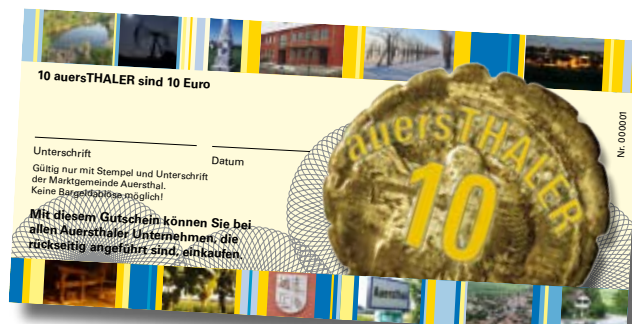 10 auersTHALER sind 10 Euro
Nr. 000001
auersTHALER
10
Unterschrift
Datum
Gültig nur mit Stempel und Unterschrift
der Marktgemeinde Auersthal.
Keine Bargeldablöse möglich!
Mit diesem Gutschein können Sie bei
allen Auersthaler Unternehmen, die
rückseitig angeführt sind, einkaufen.
Auersthal